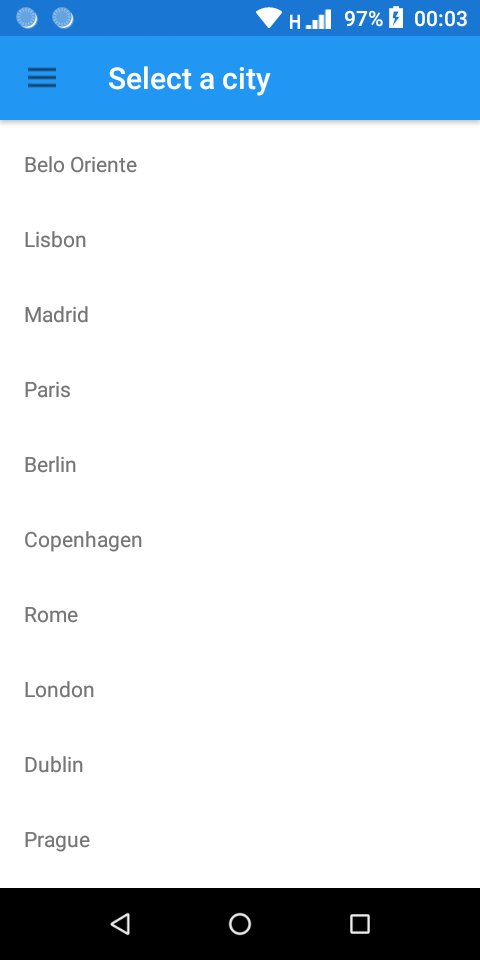 H 97% 00:03
Select a city
Belo Oriente
Lisbon
Madrid
Paris
Berlin
Copenhagen
Rome
London
Dublin
Prague